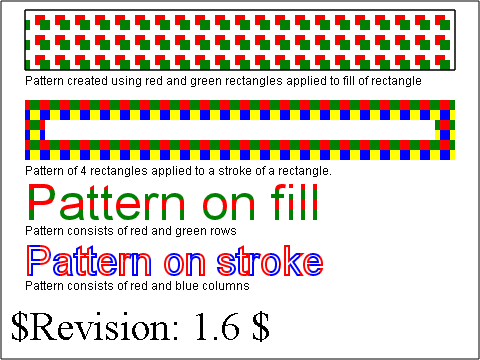 Pattern created using red and green rectangles applied to fill of rectangle
Pattern of 4 rectangles applied to a stroke of a rectangle.
Pattern on fill
Pattern consists of red and green rows
Pattern on stroke
Pattern consists of red and blue columns
$Revision: 1.6 $